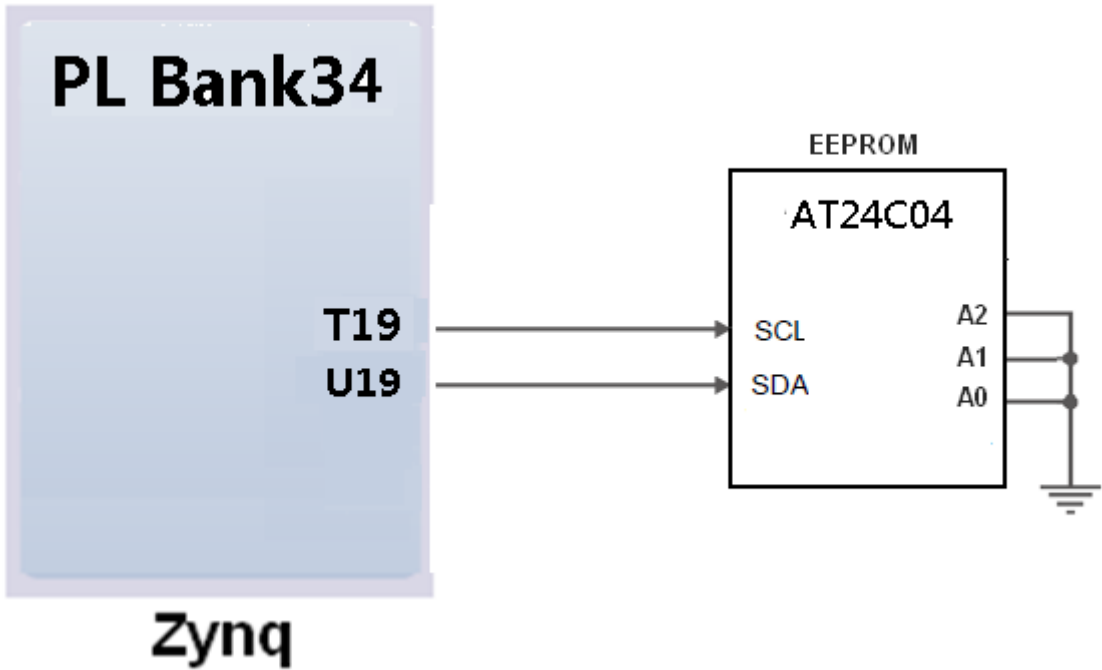 PL Bank34
T19
U19
Zynq
EEPROM
AT24C04
SCL
SDA
A2
A1
A0